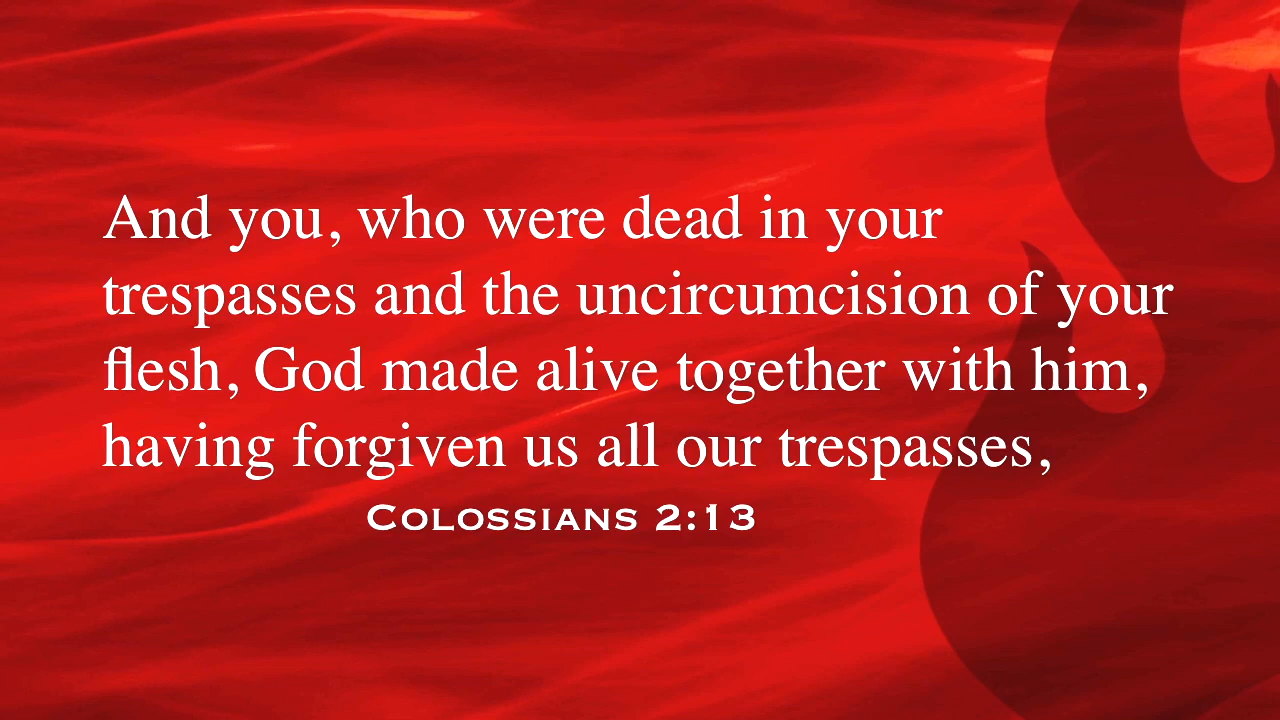 And you, who were dead in your
trespasses and the uncircumcision of your
flesh, God made alive together with him,
having forgiven us all our trespasses,
Colossians 2:13